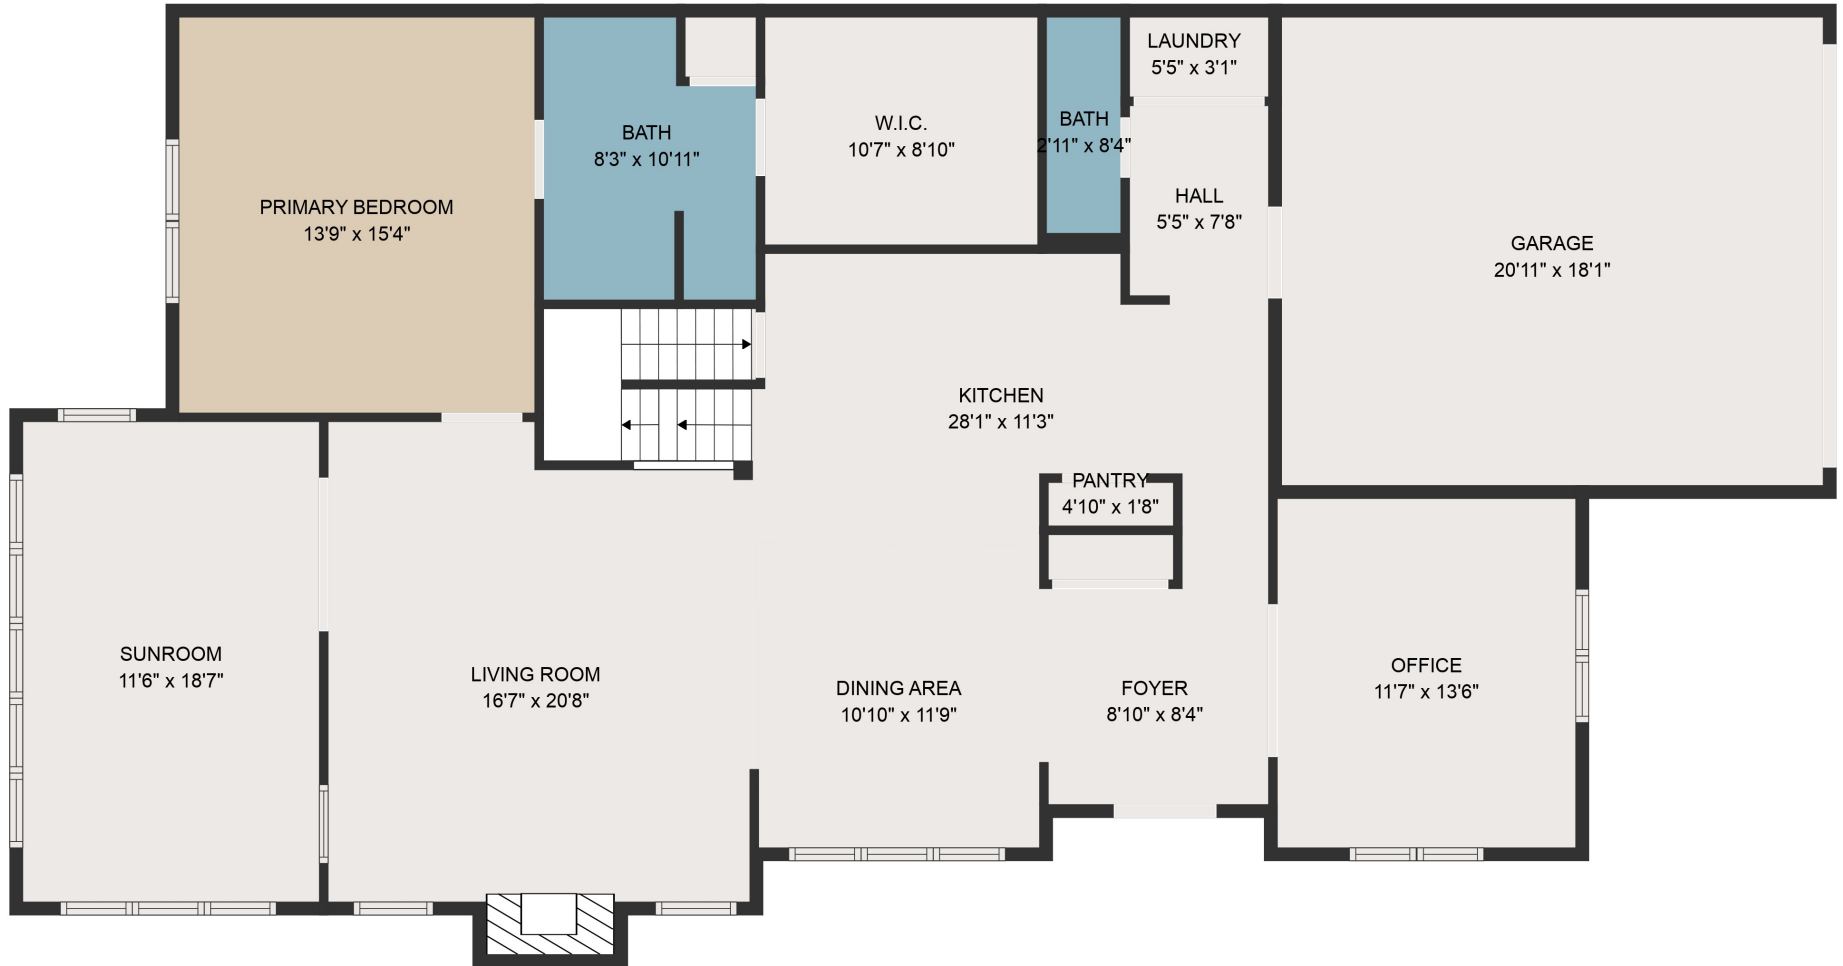 LAUNDRY
5'5" x 3'1"
BATH
8'3" x 10'11"
W.I.C.
10'7" x 8'10"
BATH
2'11" x 8'4"
PRIMARY BEDROOM
13'9" x 15'4"
HALL
5'5" x 7'8"
GARAGE
20'11" x 18'1"
KITCHEN
28'1" x 11'3"
PANTRY
4'10" x 1'8"
SUNROOM
11'6" x 18'7"
LIVING ROOM
16'7" x 20'8"
DINING AREA
10'10" x 11'9"
FOYER
8'10" x 8'4"
OFFICE
11'7" x 13'6"